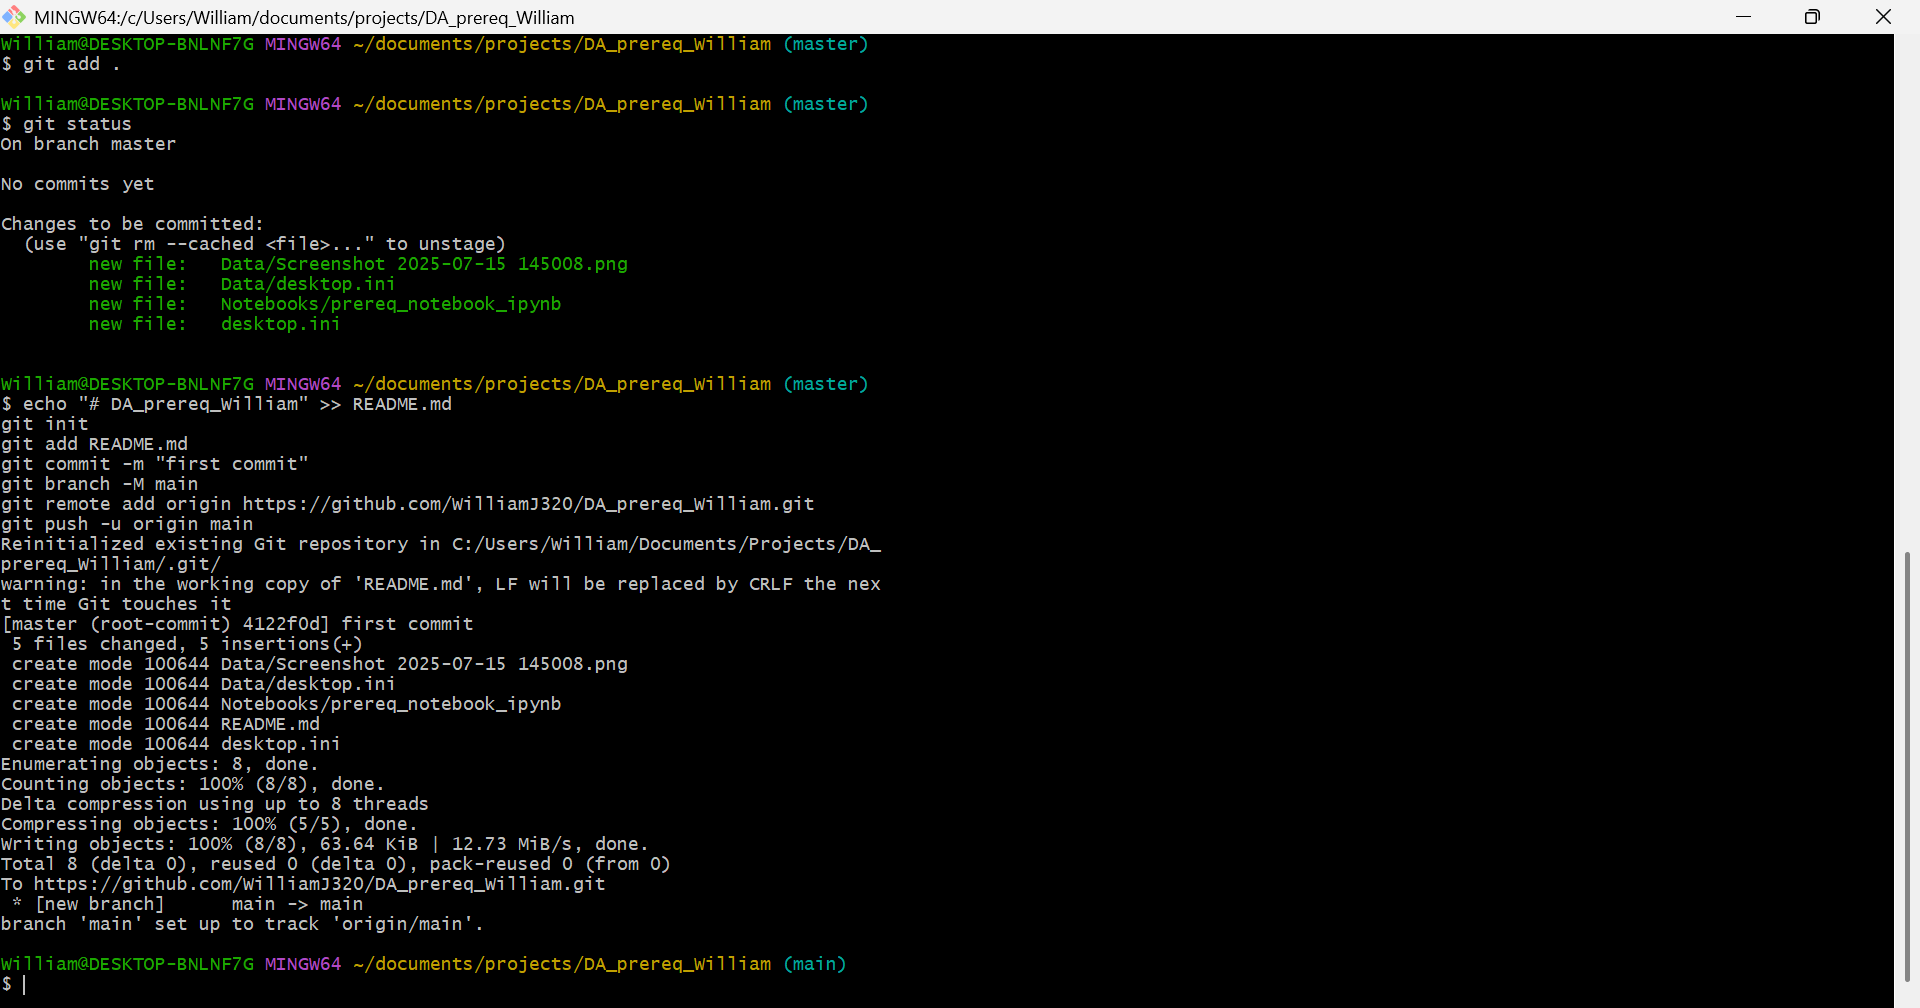 MINGW64:/c/Users/William/documents/projects/DA_prereq_William
William@DESKTOP-BNLNF7G MINGW64 ~/documents/projects/DA_prereq_William (master)
$ git add .
William@DESKTOP-BNLNF7G MINGW64 ~/documents/projects/DA_prereq_William (master)
$ git status
On branch master
No commits yet
Changes to be committed:
  (use "git rm --cached <file>..." to unstage)
        new file:   Data/Screenshot 2025-07-15 145008.png
        new file:   Data/desktop.ini
        new file:   Notebooks/prereq_notebook_ipynb
        new file:   desktop.ini
William@DESKTOP-BNLNF7G MINGW64 ~/documents/projects/DA_prereq_William (master)
$ echo "# DA_prereq_William" >> README.md
git init
git add README.md
git commit -m "first commit"
git branch -M main
git remote add origin https://github.com/WilliamJ320/DA_prereq_William.git
git push -u origin main
Reinitialized existing Git repository in C:/Users/William/Documents/Projects/DA_
prereq_William/.git/
warning: in the working copy of 'README.md', LF will be replaced by CRLF the nex
t time Git touches it
[master (root-commit) 4122f0d] first commit
 5 files changed, 5 insertions(+)
 create mode 100644 Data/Screenshot 2025-07-15 145008.png
 create mode 100644 Data/desktop.ini
 create mode 100644 Notebooks/prereq_notebook_ipynb
 create mode 100644 README.md
 create mode 100644 desktop.ini
Enumerating objects: 8, done.
Counting objects: 100% (8/8), done.
Delta compression using up to 8 threads
Compressing objects: 100% (5/5), done.
Writing objects: 100% (8/8), 63.64 KiB | 12.73 MiB/s, done.
Total 8 (delta 0), reused 0 (delta 0), pack-reused 0 (from 0)
To https://github.com/WilliamJ320/DA_prereq_William.git
 * [new branch]      main -> main
branch 'main' set up to track 'origin/main'.
William@DESKTOP-BNLNF7G MINGW64 ~/documents/projects/DA_prereq_William (main)
$